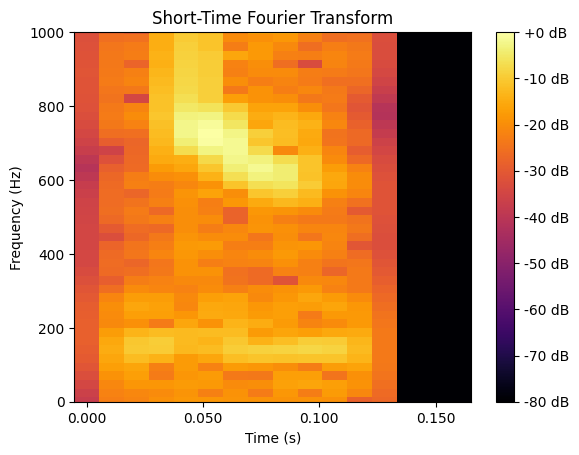 Short-Time Fourier Transform
1000
800
600
400
200
0
Frequency (Hz)
0.000
0.050
0.100
0.150
Time (s)
+0 dB
-10 dB
-20 dB
-30 dB
-40 dB
-50 dB
-60 dB
-70 dB
-80 dB